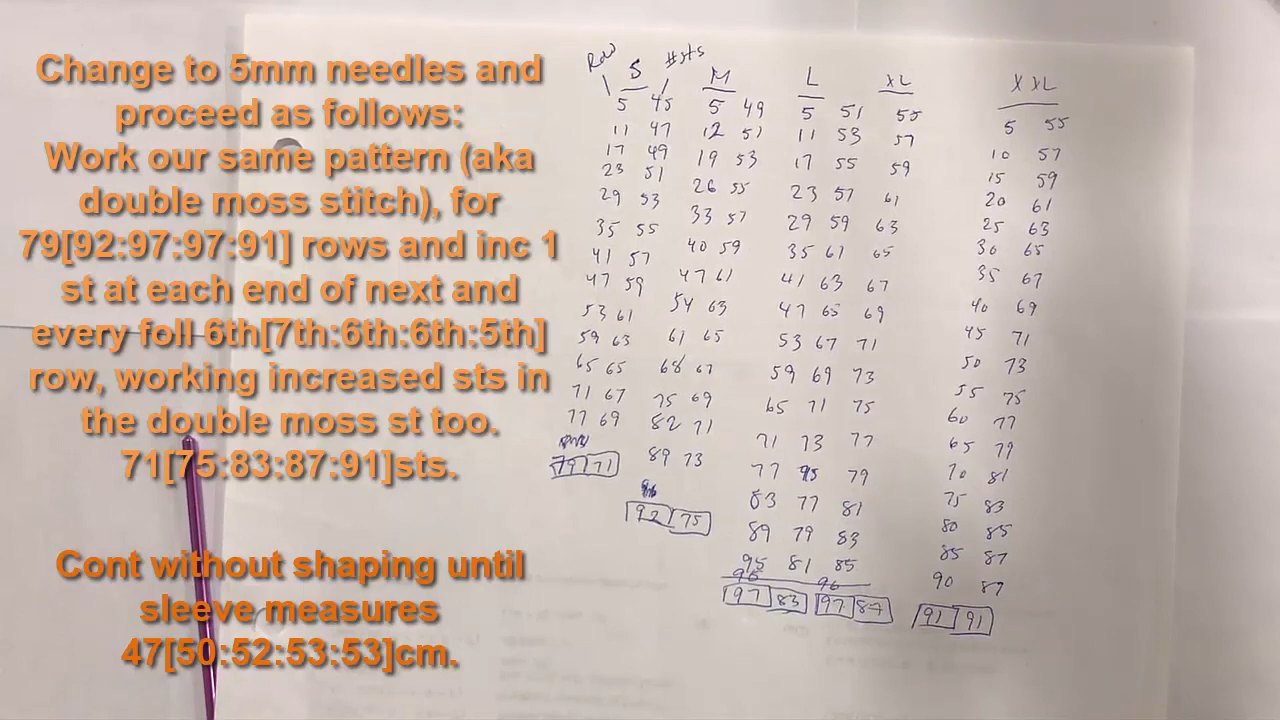 Change to 5mm needles and
proceed as follows:
Work our same pattern (aka
double moss stitch), for
79[92:97:97:91] rows and inc 1
st at each end of next and
every foll 6th[7th:6th:6th:5th]
row, working increased sts in
the double moss st too.
71[75:83:87:91]sts.
Cont without shaping until
sleeve measures
47[50:52:53:53]cm.
Row #sts
S M L XL XXL
5 45 5 49 5 51 55 5 55
11 47 12 51 11 53 57 10 57
17 49 19 53 17 55 59 15 59
23 51 26 55 23 57 61 20 61
29 53 33 57 29 59 63 25 63
35 55 40 59 35 61 65 30 65
41 57 47 61 41 63 67 35 67
47 59 54 63 47 65 69 40 69
53 61 61 65 53 67 71 45 71
59 63 68 67 59 69 73 50 73
65 65 75 69 65 71 75 55 75
71 67 82 71 71 73 77 60 77
77 69 89 73 77 75 79 65 79
79 71 92 75 83 77 81 70 81
89 79 83 75 83
95 81 85 80 85
96 96 85 87
97 83 97 87 90 89
91 91